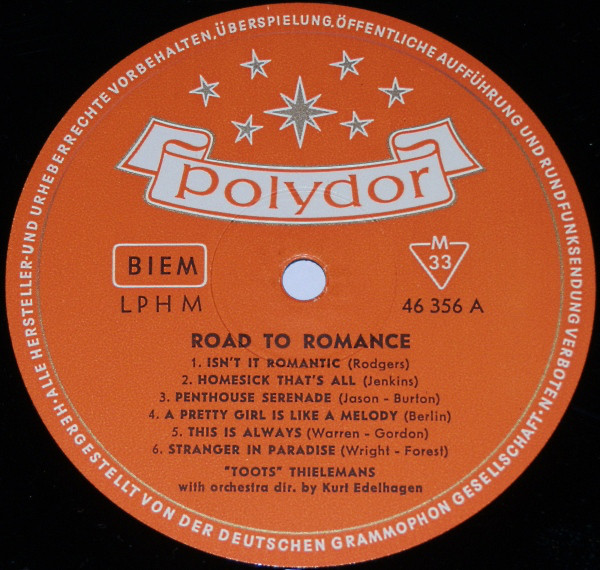 ALLE HERSTELLER-UND URHEBERRECHTE VORBEHALTEN,ÜBERSPIELUNG,ÖFFENTLICHE AUFFÜHRUNG UND RUNDFUNKSENDUNG VERBOTEN·
HERGESTELLT VON DER DEUTSCHEN GRAMMOPHON GESELLSCHAFT·
polydor
BIEM
M
33
LPHM
46 356 A
ROAD TO ROMANCE
1. ISN'T IT ROMANTIC (Rodgers)
2. HOMESICK THAT'S ALL (Jenkins)
3. PENTHOUSE SERENADE (Jason - Burton)
4. A PRETTY GIRL IS LIKE A MELODY (Berlin)
5. THIS IS ALWAYS (Warren - Gordon)
6. STRANGER IN PARADISE (Wright - Forest)
"TOOTS" THIELEMANS
with orchestra dir. by Kurt Edelhagen